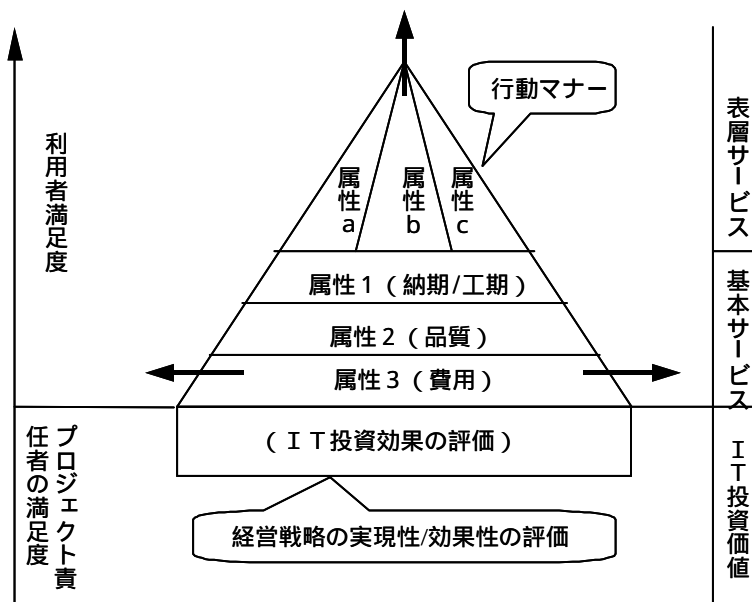 行動マナー
利用者満足度
表層サービス
属性a
属性b
属性c
属性1（納期/工期）
属性2（品質）
属性3（費用）
基本サービス
プロジェクト責
任者の満足度
（ＩＴ投資効果の評価）
ＩＴ投資価値
経営戦略の実現性/効果性の評価